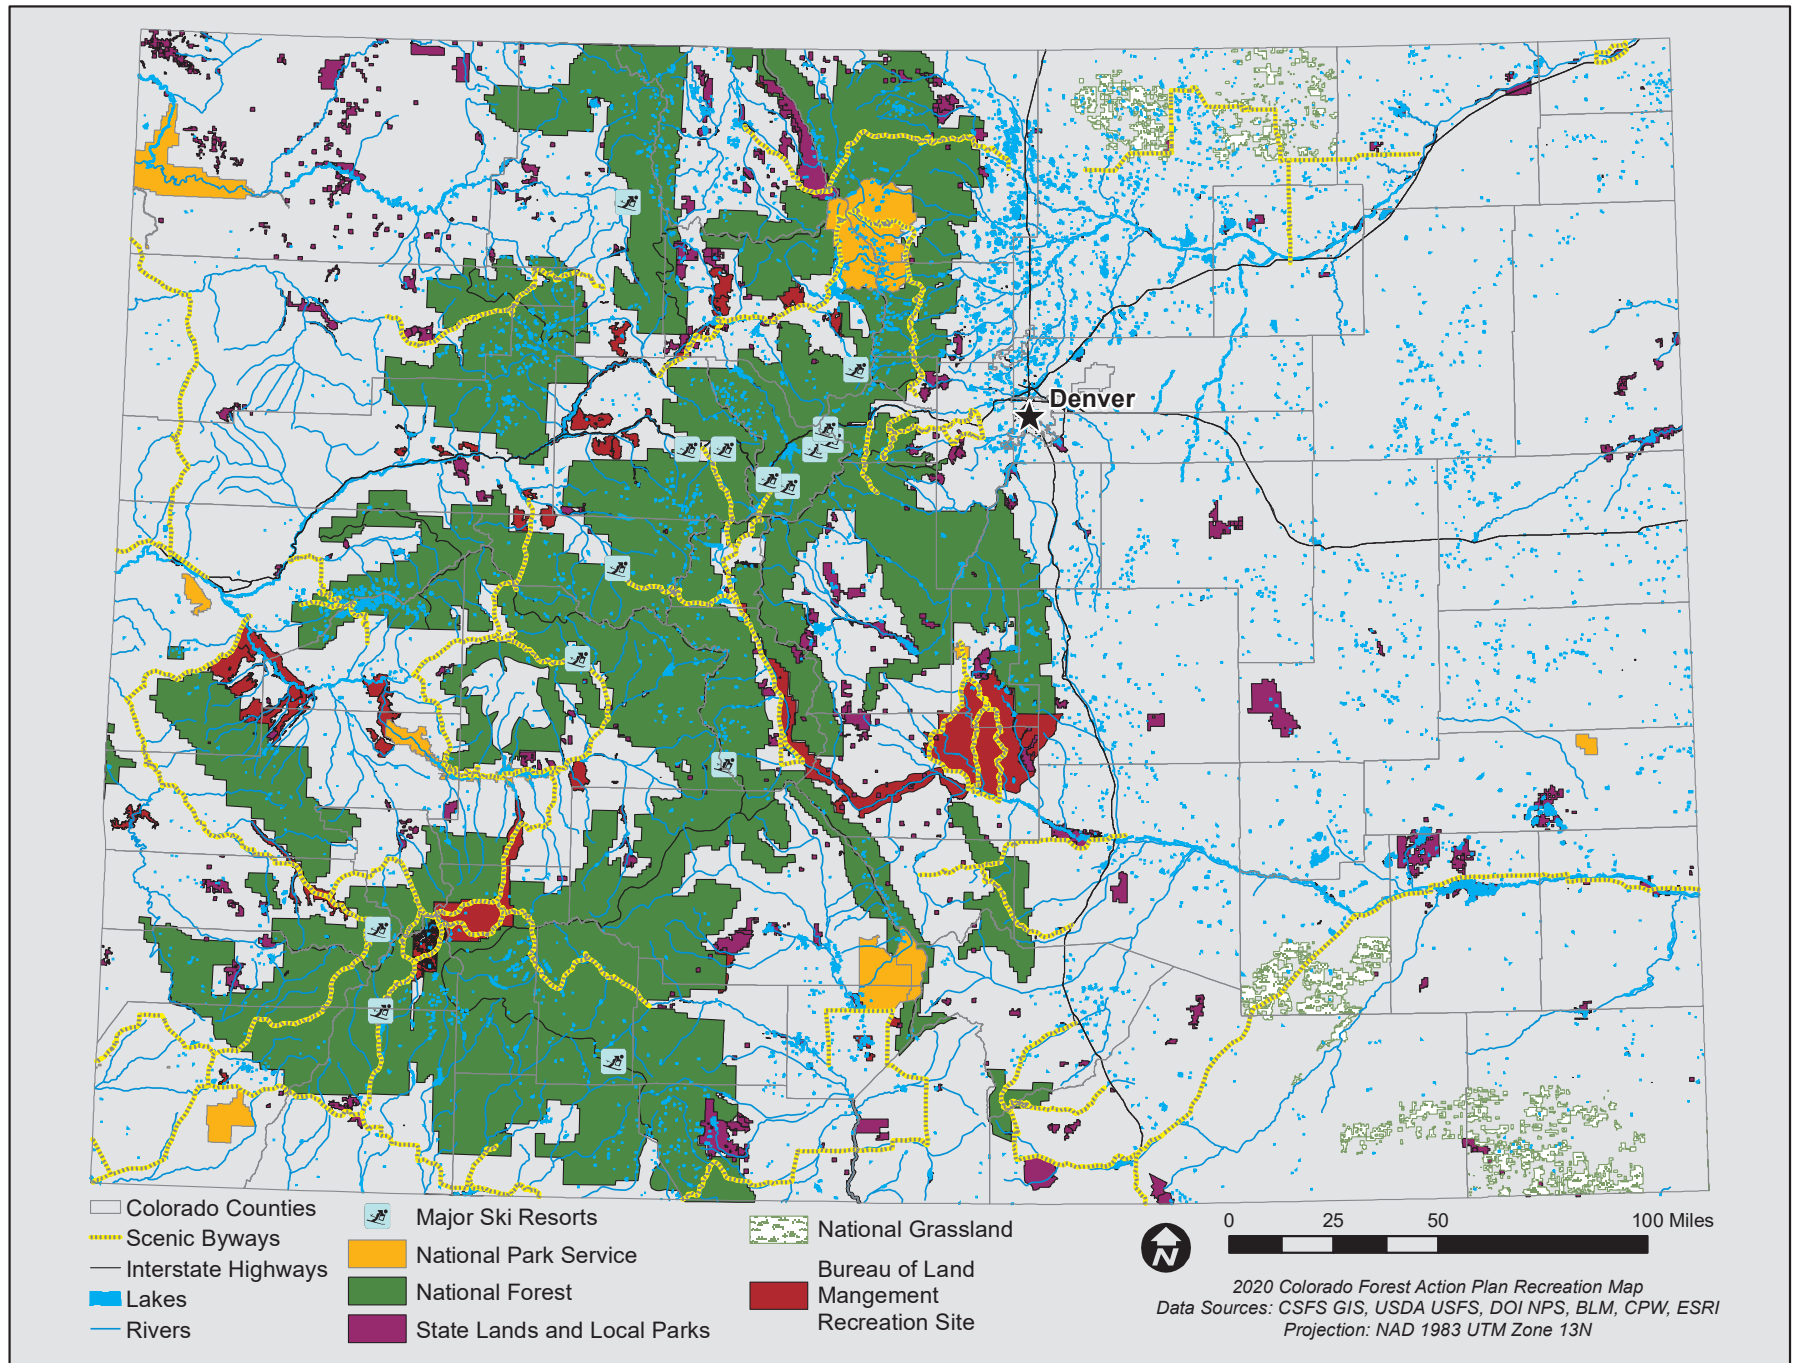 Denver
Colorado Counties
Scenic Byways
Interstate Highways
Lakes
Rivers
Major Ski Resorts
National Park Service
National Forest
State Lands and Local Parks
National Grassland
Bureau of Land
Mangement
Recreation Site
N
0 25 50 100 Miles
2020 Colorado Forest Action Plan Recreation Map
Data Sources: CSFS GIS, USDA USFS, DOI NPS, BLM, CPW, ESRI
Projection: NAD 1983 UTM Zone 13N